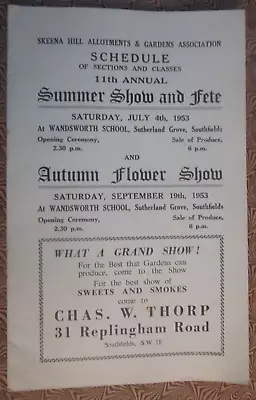 SKEENA HILL ALLOTMENTS & GARDENS ASSOCIATION
SCHEDULE
OF SECTIONS AND CLASSES
11th ANNUAL
Summer Show and Fete
SATURDAY, JULY 4th, 1953
At WANDSWORTH SCHOOL, Sutherland Grove, Southfields
Opening Ceremony, Sale of Produce,
2.30 p.m. 6 p.m.
AND
Autumn Flower Show
SATURDAY, SEPTEMBER 19th, 1953
At WANDSWORTH SCHOOL, Sutherland Grove, Southfields
Opening Ceremony, Sale of Produce,
2.30 p.m. 6 p.m.
WHAT A GRAND SHOW!
For the Best that Gardens can
produce, come to the Show
For the best show of
SWEETS AND SMOKES
come to
CHAS. W. THORP
31 Replingham Road
Southfields, S.W.18